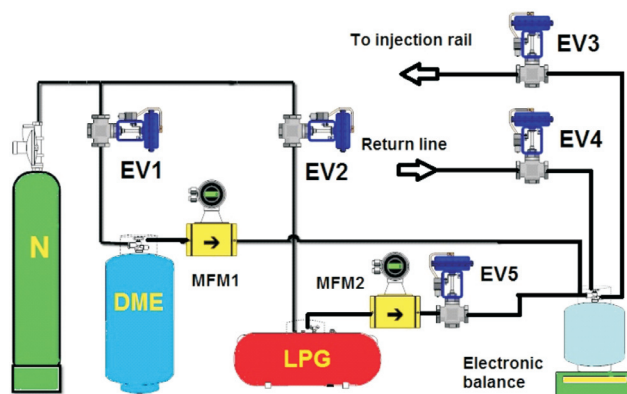 To injection rail
EV3
Return line
EV4
EV1
EV2
N
DME
MFM1
MFM2
EV5
LPG
Electronic
balance